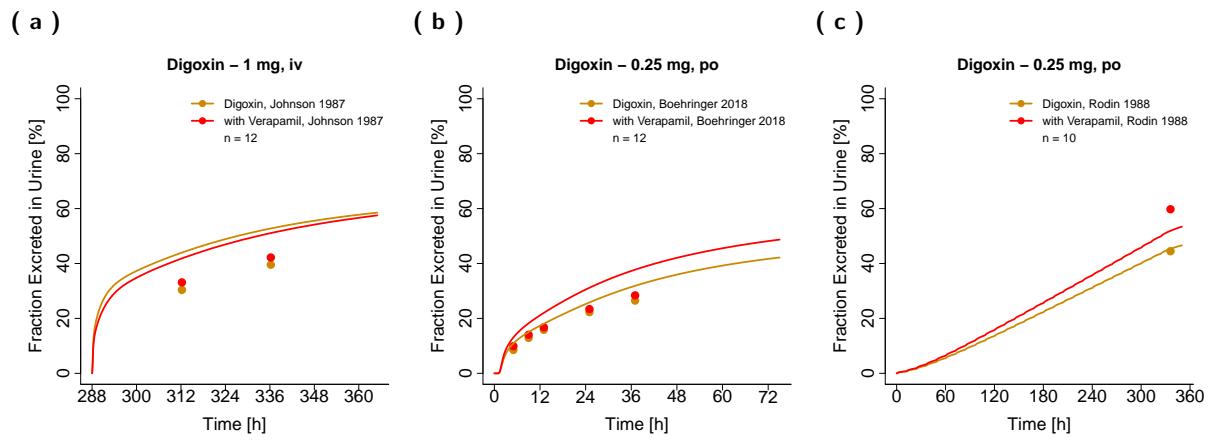 ( a )
Digoxin – 1 mg, iv
Fraction Excreted in Urine [%]
0
20
40
60
80
100
Digoxin, Johnson 1987
with Verapamil, Johnson 1987
n = 12
288 300 312 324 336 348 360
Time [h]
( b )
Digoxin – 0.25 mg, po
Fraction Excreted in Urine [%]
0
20
40
60
80
100
Digoxin, Boehringer 2018
with Verapamil, Boehringer 2018
n = 12
0 12 24 36 48 60 72
Time [h]
( c )
Digoxin – 0.25 mg, po
Fraction Excreted in Urine [%]
0
20
40
60
80
100
Digoxin, Rodin 1988
with Verapamil, Rodin 1988
n = 10
0 60 120 180 240 300 360
Time [h]